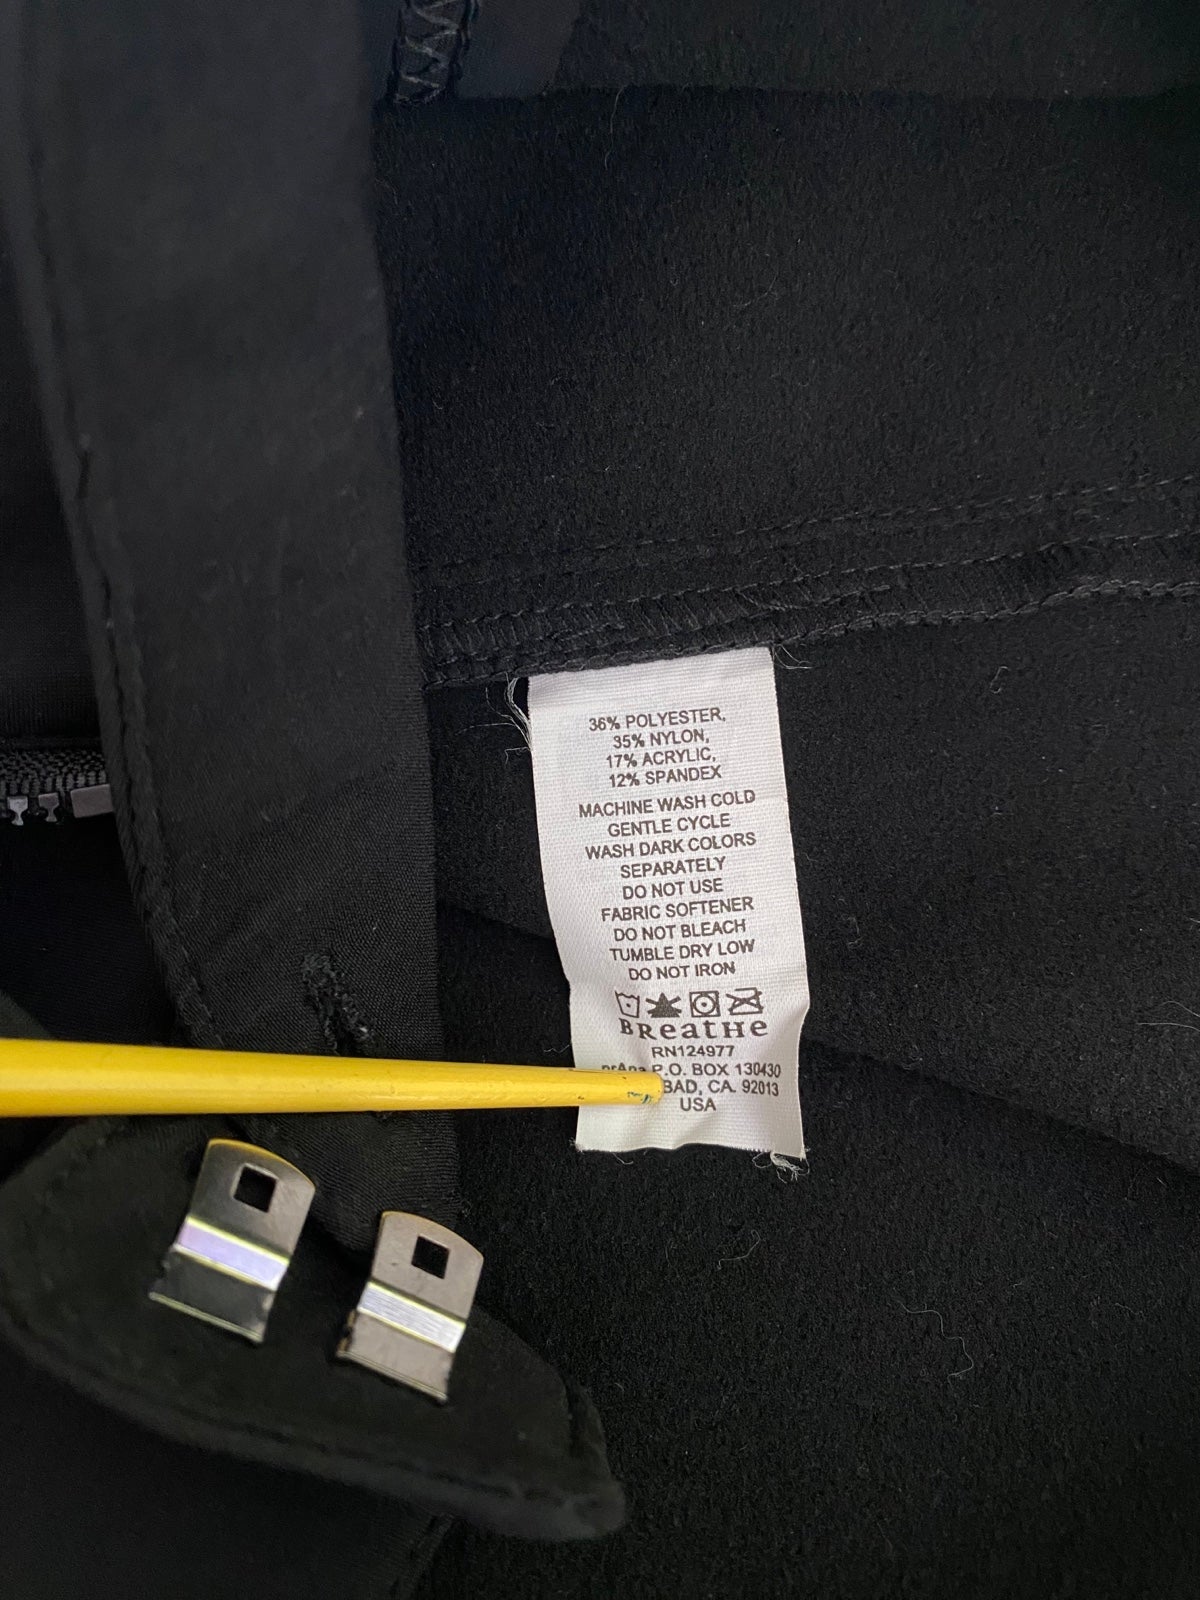 36% POLYESTER,
35% NYLON,
17% ACRYLIC,
12% SPANDEX
MACHINE WASH COLD
GENTLE CYCLE
WASH DARK COLORS
SEPARATELY
DO NOT USE
FABRIC SOFTENER
DO NOT BLEACH
TUMBLE DRY LOW
DO NOT IRON
BReatHe
RN124977
prAna P.O. BOX 130430
BAD, CA. 92013
USA